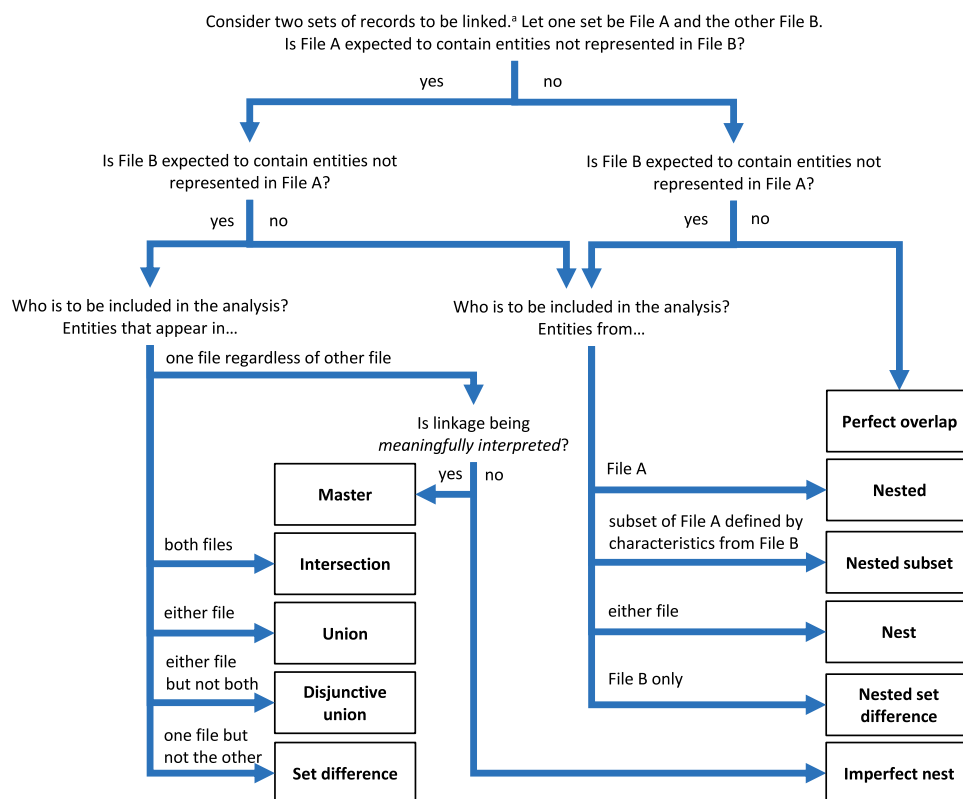 Consider two sets of records to be linked.ᵃ Let one set be File A and the other File B.
Is File A expected to contain entities not represented in File B?
yes
no
Is File B expected to contain entities not
represented in File A?
Is File B expected to contain entities not
represented in File A?
yes
no
yes
no
Who is to be included in the analysis?
Entities that appear in...
Who is to be included in the analysis?
Entities from...
one file regardless of other file
Is linkage being
meaningfully interpreted?
yes
no
Perfect overlap
Master
File A
Nested
both files
Intersection
subset of File A defined by
characteristics from File B
Nested subset
either file
Union
either file
Nest
either file
but not both
Disjunctive
union
File B only
Nested set
difference
one file but
not the other
Set difference
Imperfect nest